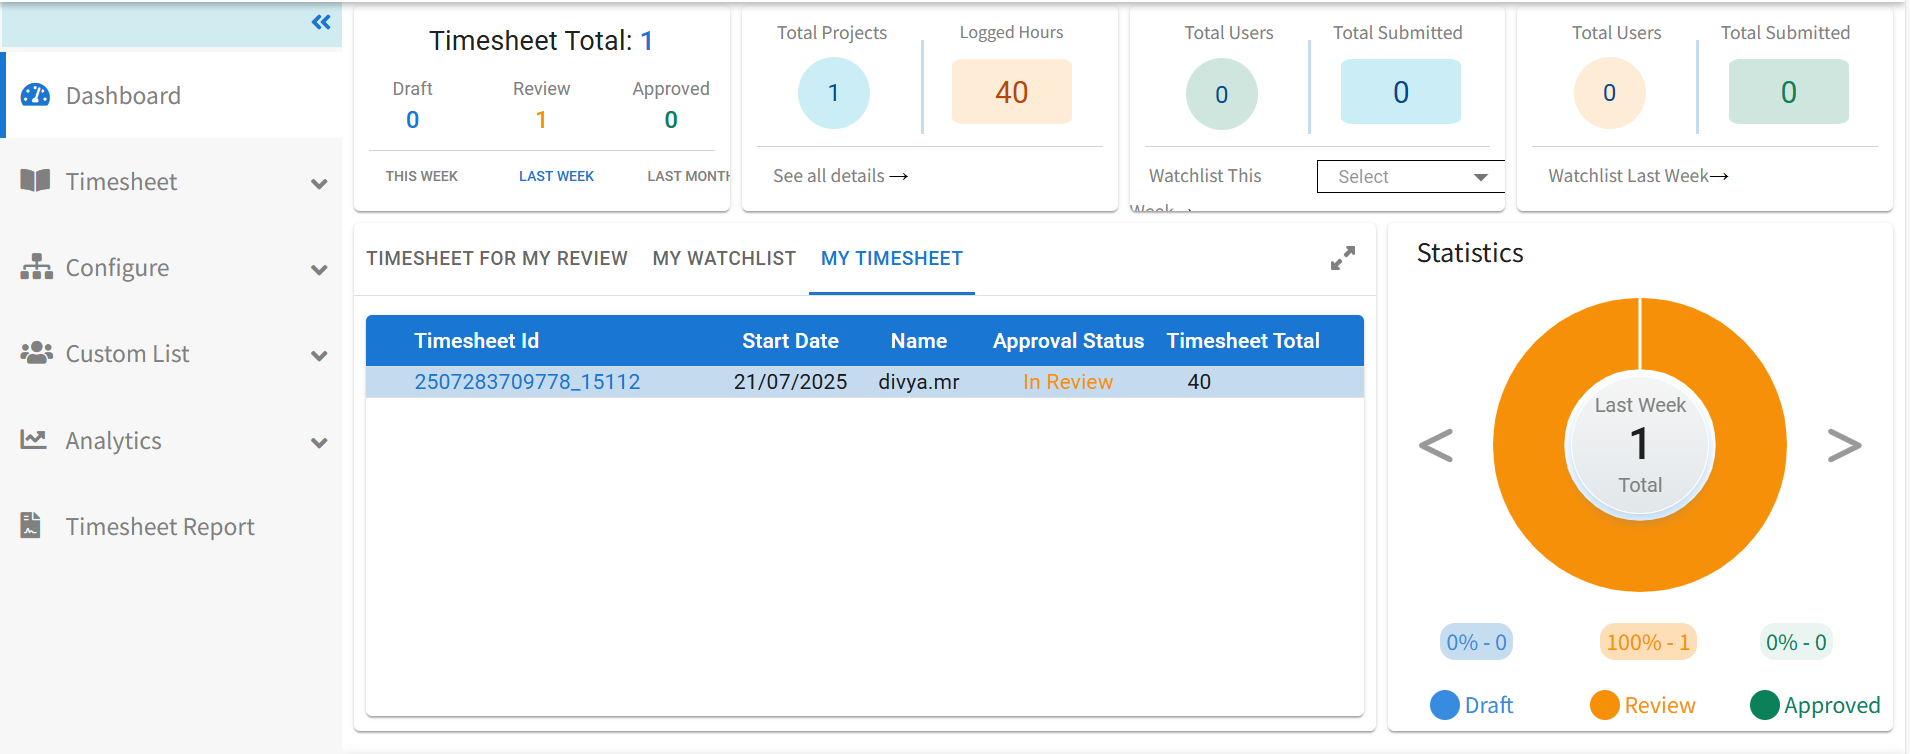 Dashboard
Timesheet
Configure
Custom List
Analytics
Timesheet Report
Timesheet Total: 1
Draft Review Approved
0 1 0
THIS WEEK LAST WEEK LAST MONTH
Total Projects Logged Hours
1 40
See all details →
Total Users Total Submitted
0 0
Watchlist This Select
Week →
Total Users Total Submitted
0 0
Watchlist Last Week→
TIMESHEET FOR MY REVIEW MY WATCHLIST MY TIMESHEET
Timesheet Id Start Date Name Approval Status Timesheet Total
2507283709778_15112 21/07/2025 divya.mr In Review 40
Statistics
Last Week
1
Total
< >
0% - 0 100% - 1 0% - 0
Draft Review Approved